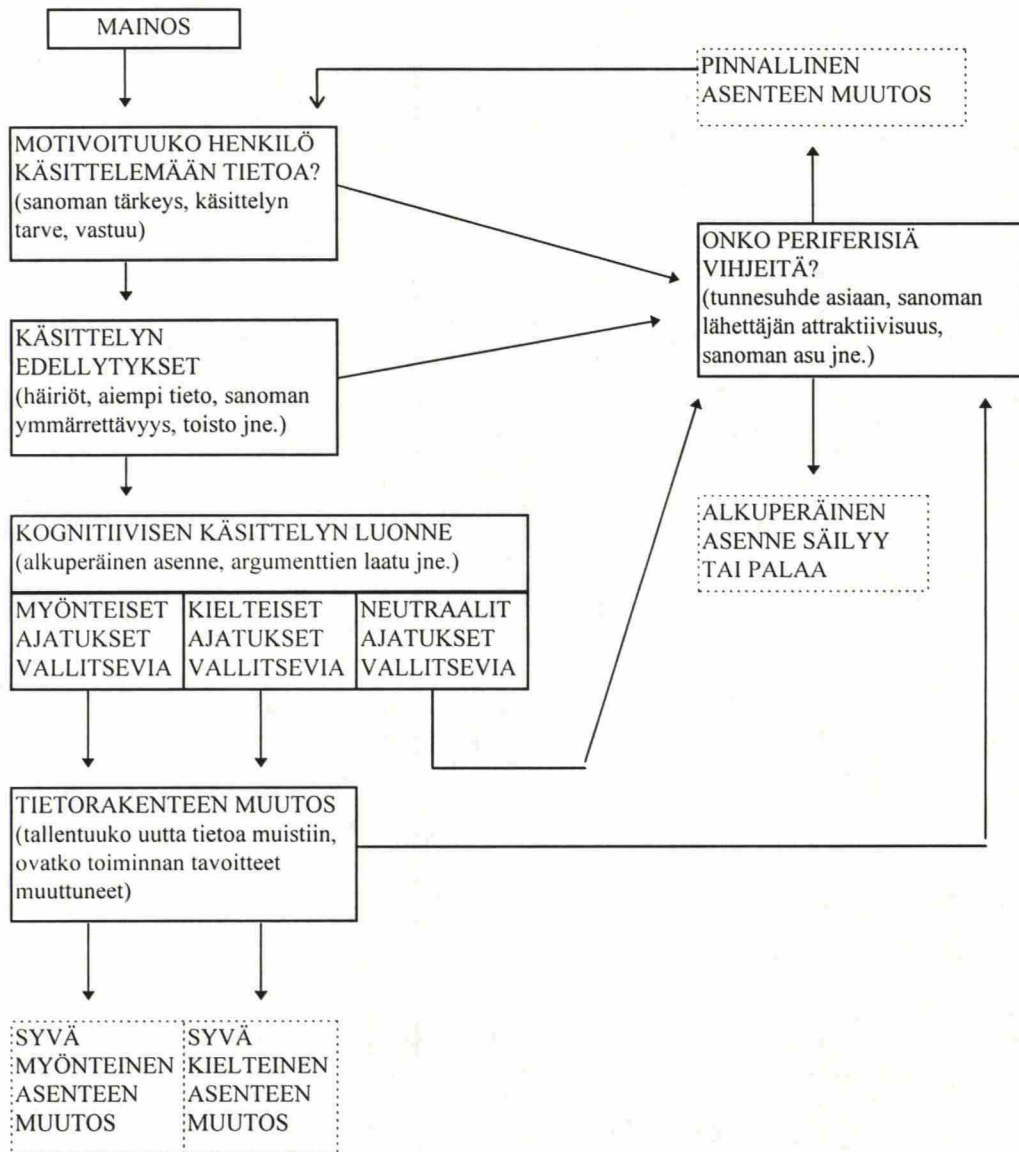 MAINOS
PINNALLINEN
ASENTEEN MUUTOS
MOTIVOITUUKO HENKILÖ
KÄSITTELEMÄÄN TIETOA?
(sanoman tärkeys, käsittelyn
tarve, vastuu)
ONKO PERIFERISIÄ
VIHJEITÄ?
(tunnesuhde asiaan, sanoman
lähettäjän attraktiivisuus,
sanoman asu jne.)
KÄSITTELYN
EDELLYTYKSET
(häiriöt, aiempi tieto, sanoman
ymmärrettävyys, toisto jne.)
ALKUPERÄINEN
ASENNE SÄILYY
TAI PALAA
KOGNITIIVISEN KÄSITTELYN LUONNE
(alkuperäinen asenne, argumenttien laatu jne.)
MYÖNTEISET
AJATUKSET
VALLITSEVIA
KIELTEISET
AJATUKSET
VALLITSEVIA
NEUTRAALIT
AJATUKSET
VALLITSEVIA
TIETORAKENTEEN MUUTOS
(tallentuuko uutta tietoa muistiin,
ovatko toiminnan tavoitteet
muuttuneet)
SYVÄ
MYÖNTEINEN
ASENTEEN
MUUTOS
SYVÄ
KIELTEINEN
ASENTEEN
MUUTOS